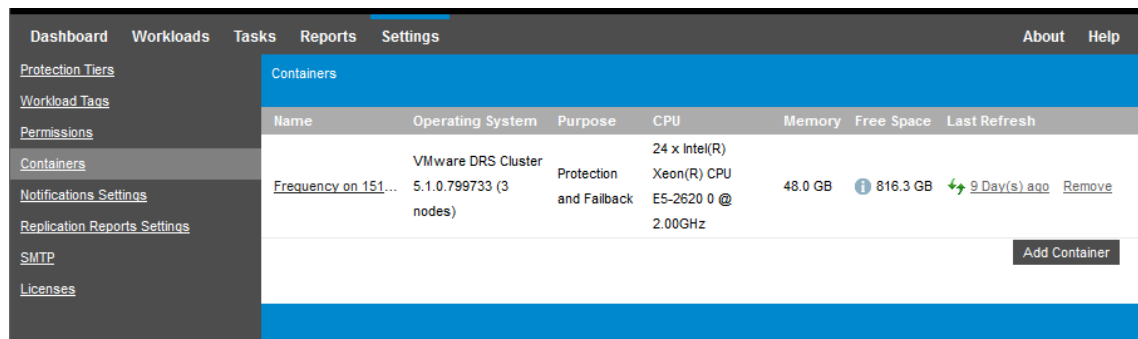 Dashboard Workloads Tasks Reports Settings About Help
Protection Tiers
Workload Tags
Permissions
Containers
Notifications Settings
Replication Reports Settings
SMTP
Licenses
Containers
Name Operating System Purpose CPU Memory Free Space Last Refresh
Frequency on 151...
VMware DRS Cluster
5.1.0.799733 (3
nodes)
Protection
and Failback
24 x Intel(R)
Xeon(R) CPU
E5-2620 0 @
2.00GHz
48.0 GB
816.3 GB
9 Day(s) ago
Remove
Add Container